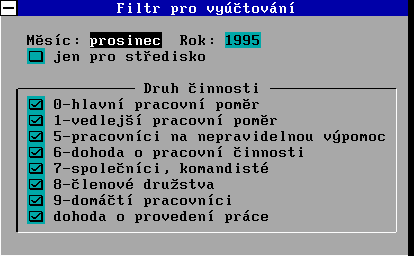 Filtr pro vyúčtování
Měsíc: prosinec Rok: 1995
jen pro středisko
Druh činnosti
0-hlavní pracovní poměr
1-vedlejší pracovní poměr
5-pracovníci na nepravidelnou výpomoc
6-dohoda o pracovní činnosti
7-společníci, komandisté
8-členové družstva
9-domáčtí pracovníci
dohoda o provedení práce